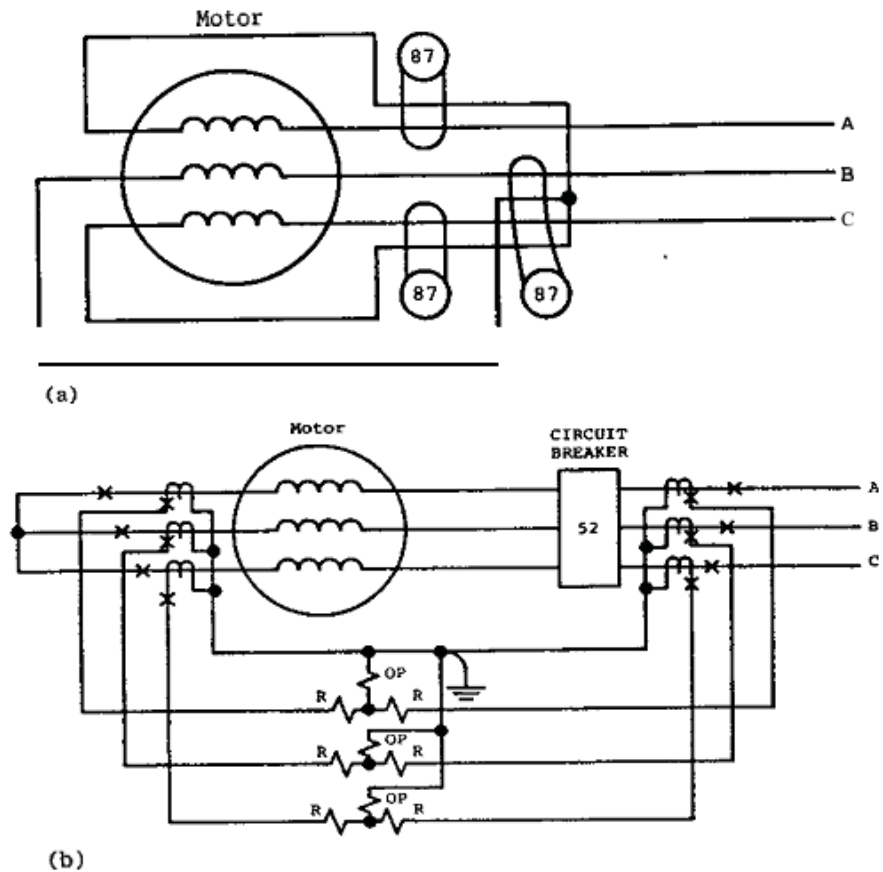 Motor
87
A
B
C
87
87
(a)
Motor
CIRCUIT
BREAKER
A
52
B
C
OP
R
R
OP
R
R
OP
R
R
(b)